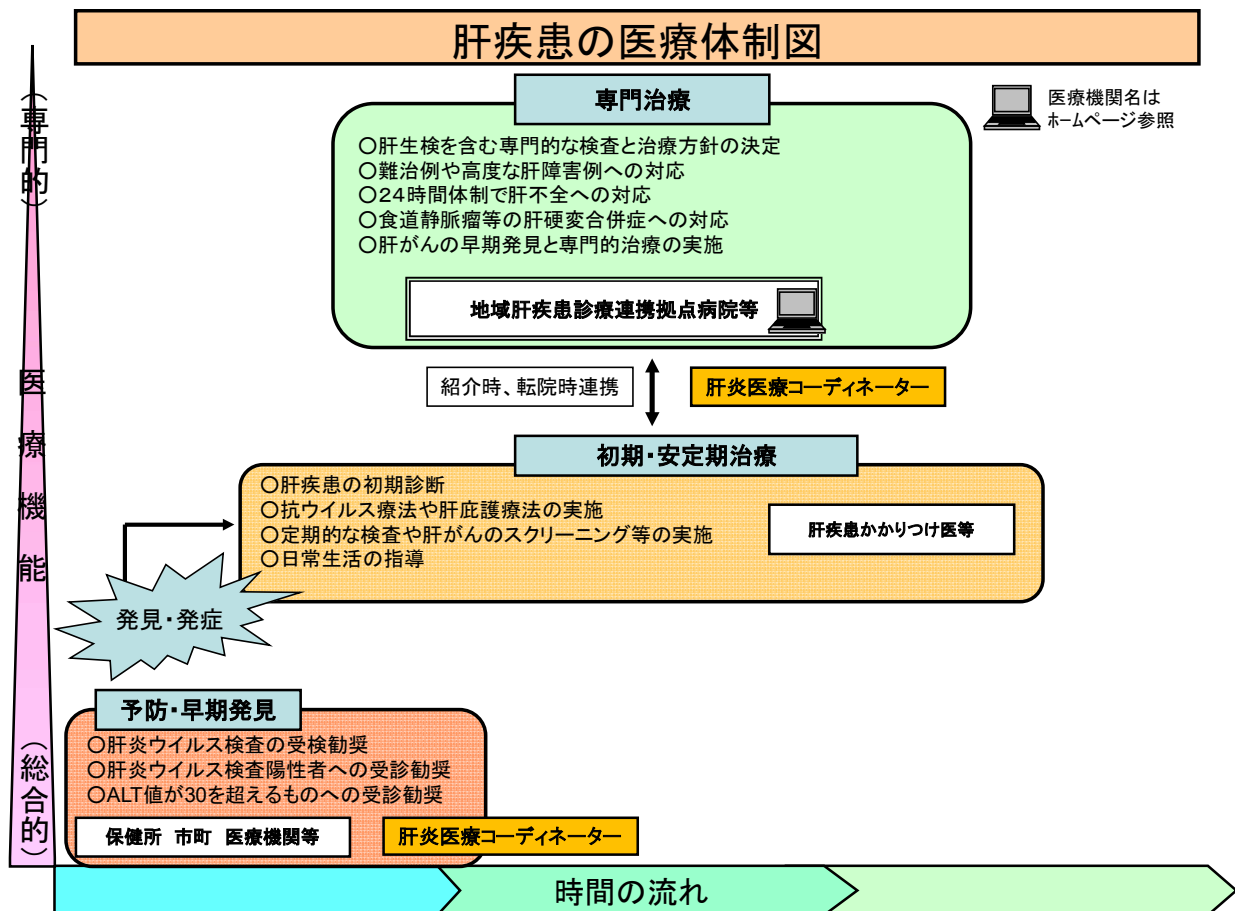 肝疾患の医療体制図
医療機関名は
ホームページ参照
(専門的)
医療機能
(総合的)
専門治療
○肝生検を含む専門的な検査と治療方針の決定
○難治例や高度な肝障害例への対応
○24時間体制で肝不全への対応
○食道静脈瘤等の肝硬変合併症への対応
○肝がんの早期発見と専門的治療の実施
地域肝疾患診療連携拠点病院等
紹介時、転院時連携
肝炎医療コーディネーター
初期・安定期治療
○肝疾患の初期診断
○抗ウイルス療法や肝庇護療法の実施
○定期的な検査や肝がんのスクリーニング等の実施
○日常生活の指導
肝疾患かかりつけ医等
発見・発症
予防・早期発見
○肝炎ウイルス検査の受検勧奨
○肝炎ウイルス検査陽性者への受診勧奨
○ALT値が30を超えるものへの受診勧奨
保健所 市町 医療機関等
肝炎医療コーディネーター
時間の流れ